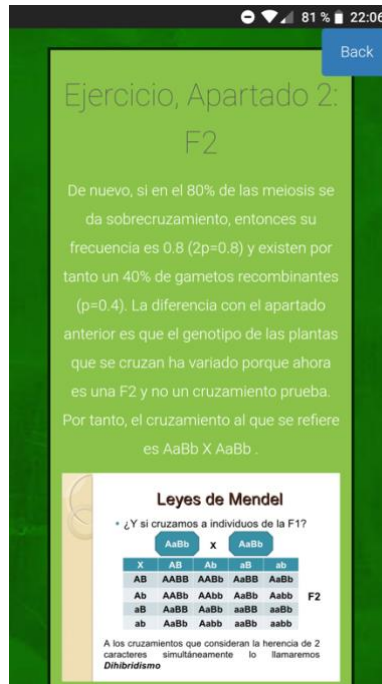 81 % 22:06
Back
Ejercicio, Apartado 2:
F2
De nuevo, si en el 80% de las meiosis se
da sobrecruzamiento, entonces su
frecuencia es 0.8 (2p=0.8) y existen por
tanto un 40% de gametos recombinantes
(p=0.4). La diferencia con el apartado
anterior es que el genotipo de las plantas
que se cruzan ha variado porque ahora
es una F2 y no un cruzamiento prueba.
Por tanto, el cruzamiento al que se refiere
es AaBb X AaBb .
Leyes de Mendel
• ¿Y si cruzamos a individuos de la F1?
AaBb x AaBb
X AB Ab aB ab
AB AABB AABb AaBB AaBb
Ab AABb AAbb AaBb Aabb F2
aB AaBB AaBb aaBB aaBb
ab AaBb Aabb aaBb aabb
A los cruzamientos que consideran la herencia de 2
caracteres simultáneamente lo llamaremos
Dihibridismo